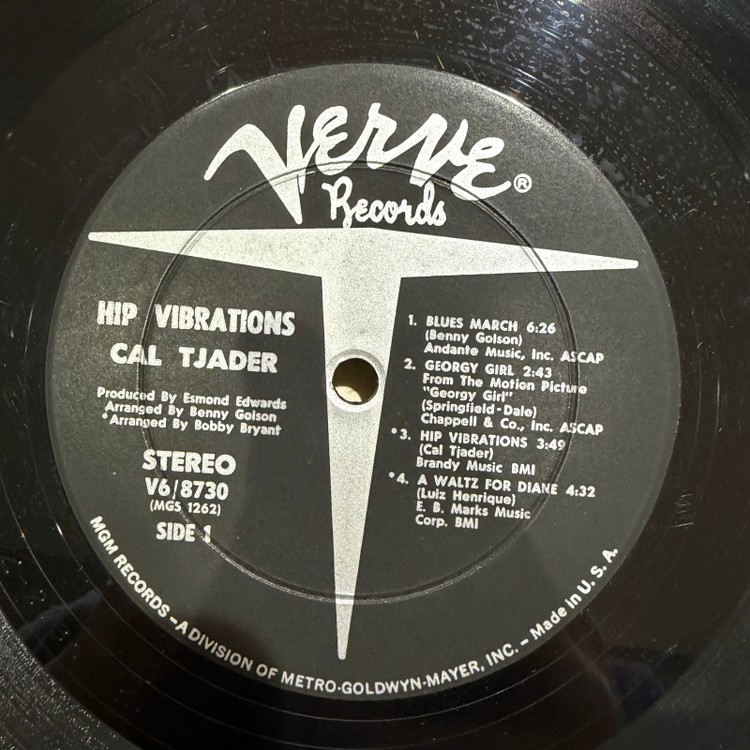 Verve ®
Records
HIP VIBRATIONS
CAL TJADER
Produced By Esmond Edwards
Arranged By Benny Golson
*Arranged By Bobby Bryant
STEREO
V6/8730
(MGS 1262)
SIDE 1
1. BLUES MARCH 6:26
(Benny Golson)
Andante Music, Inc. ASCAP
2. GEORGY GIRL 2:43
From The Motion Picture
"Georgy Girl"
(Springfield-Dale)
Chappell & Co., Inc. ASCAP
*3. HIP VIBRATIONS 3:49
(Cal Tjader)
Brandy Music BMI
*4. A WALTZ FOR DIANE 4:32
(Luiz Henrique)
E. B. Marks Music
Corp. BMI
MGM RECORDS – A DIVISION OF METRO-GOLDWYN-MAYER, INC. – Made in U. S. A.